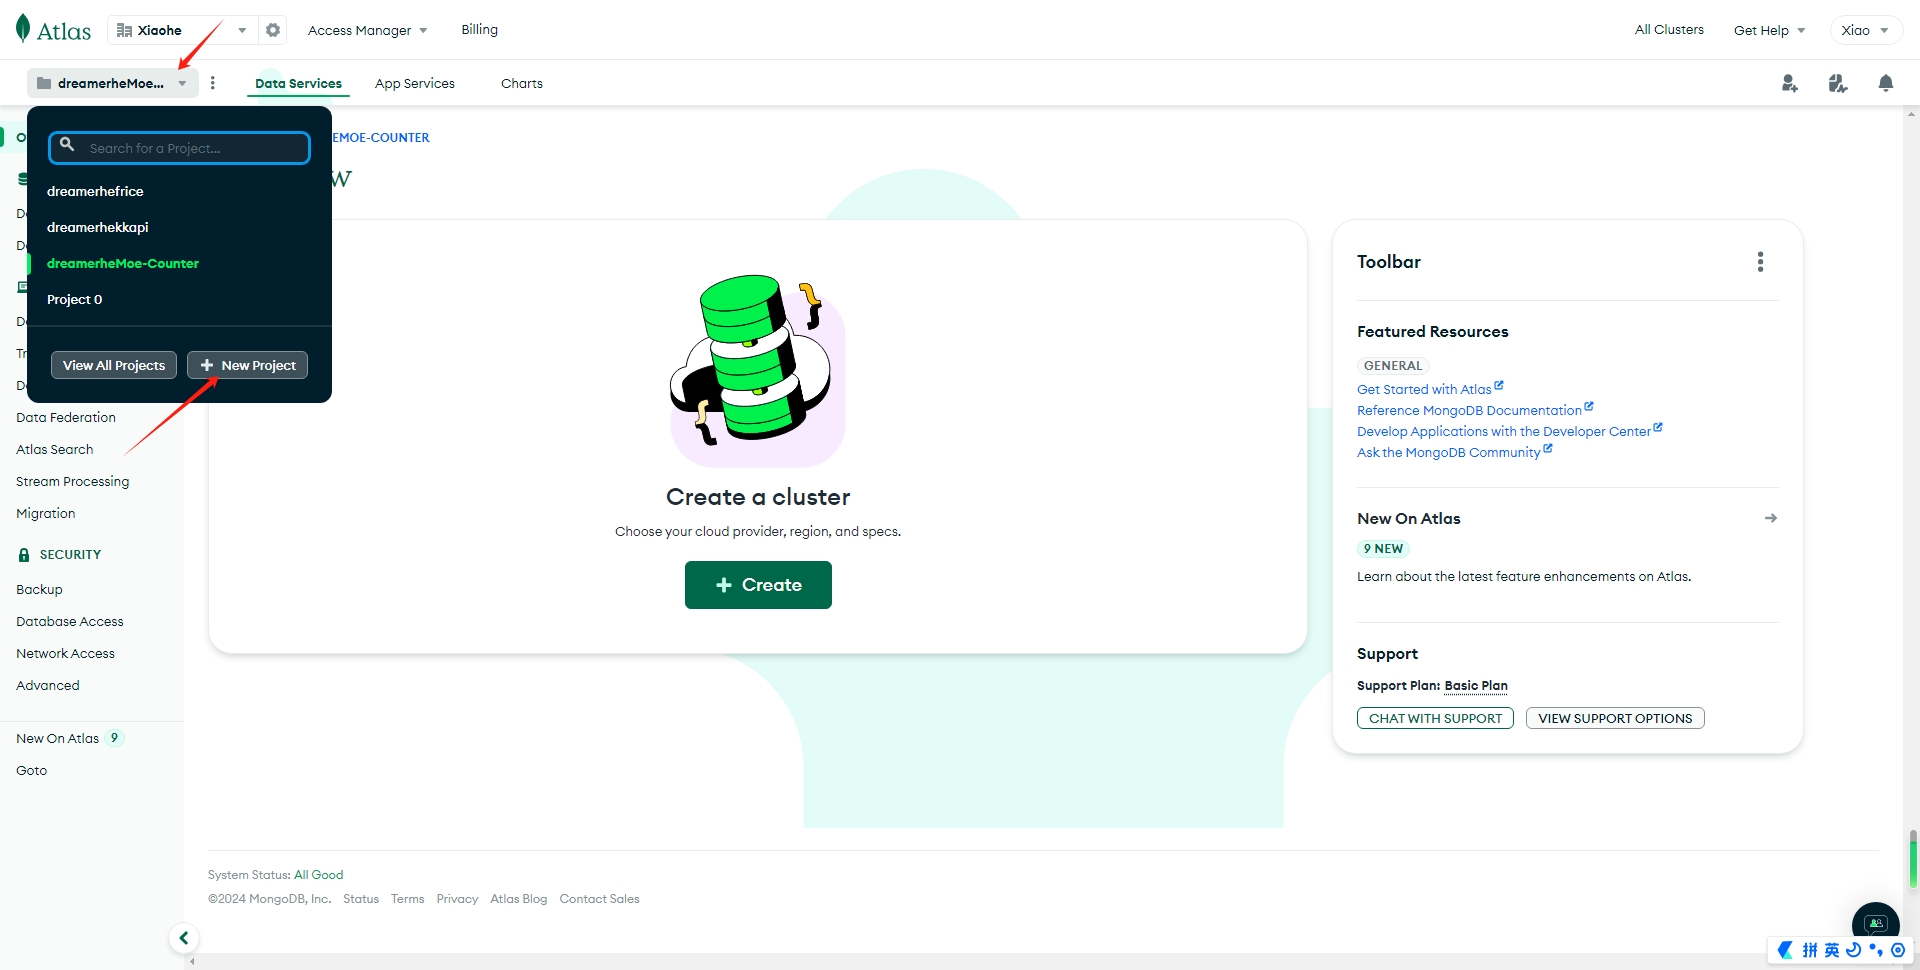 Atlas
Xiaohe
Access Manager
Billing
All Clusters
Get Help
Xiao
dreamerheMoe...
Data Services
App Services
Charts
EMOE-COUNTER
Search for a Project...
dreamerhefrice
dreamerhekkapi
dreamerheMoe-Counter
Project 0
View All Projects
New Project
Data Federation
Atlas Search
Stream Processing
Migration
SECURITY
Backup
Database Access
Network Access
Advanced
New On Atlas 9
Goto
Create a cluster
Choose your cloud provider, region, and specs.
Create
Toolbar
Featured Resources
GENERAL
Get Started with Atlas
Reference MongoDB Documentation
Develop Applications with the Developer Center
Ask the MongoDB Community
New On Atlas
9 NEW
Learn about the latest feature enhancements on Atlas.
Support
Support Plan: Basic Plan
CHAT WITH SUPPORT
VIEW SUPPORT OPTIONS
System Status: All Good
©2024 MongoDB, Inc. Status Terms Privacy Atlas Blog Contact Sales
拼 英